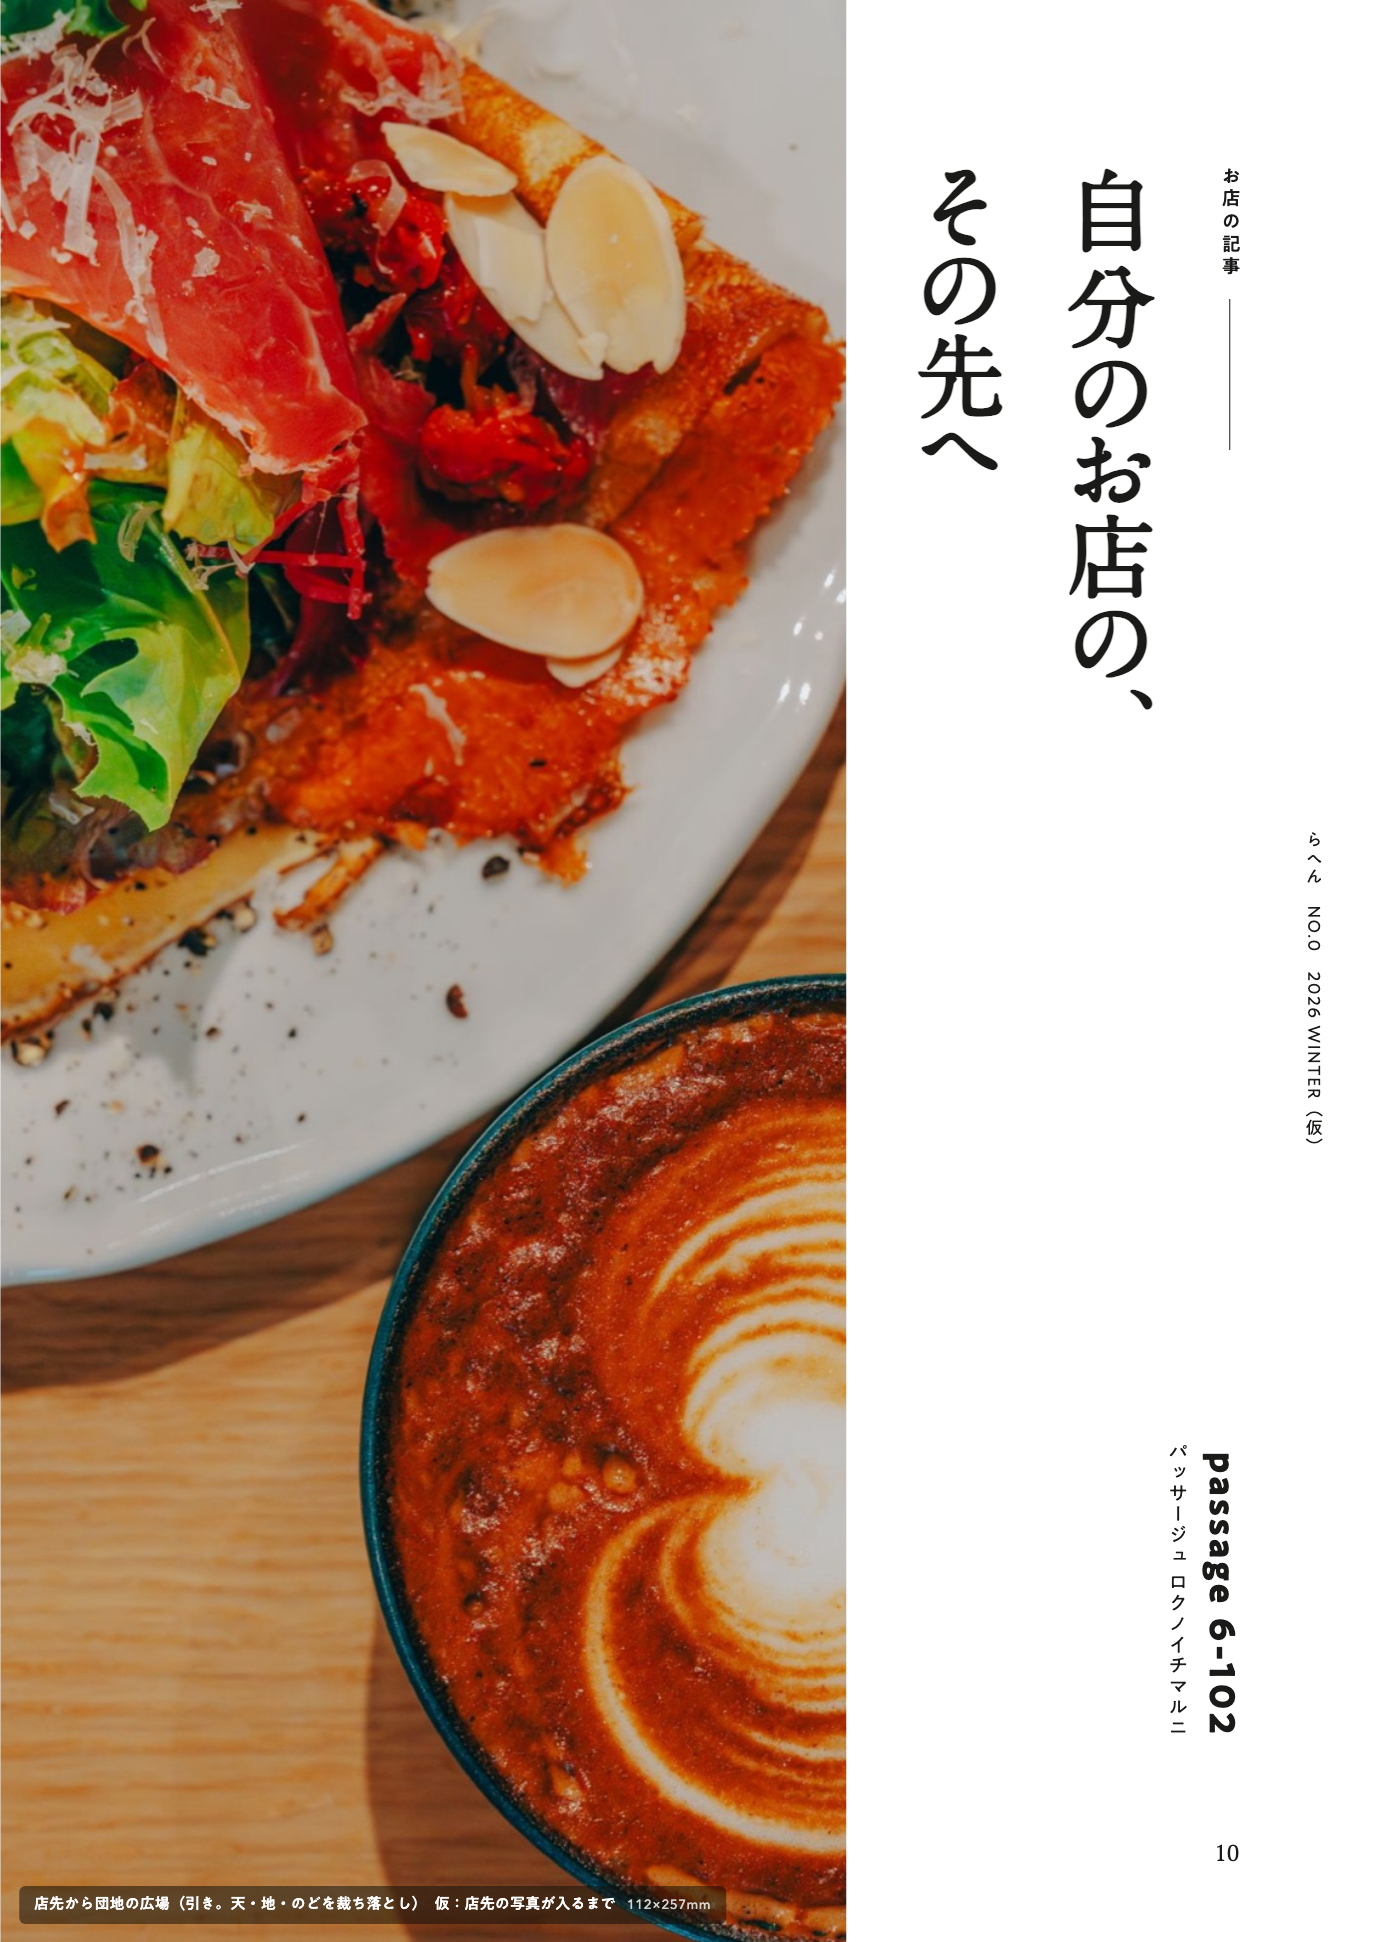 らへん NO.0 2026 WINTER（仮）
お店の記事
自分のお店の、
その先へ
passage 6-102
パッサージュ ロクノイチマルニ
10
店先から団地の広場（引き。天・地・のどを裁ち落とし） 仮：店先の写真が入るまで 112×257mm